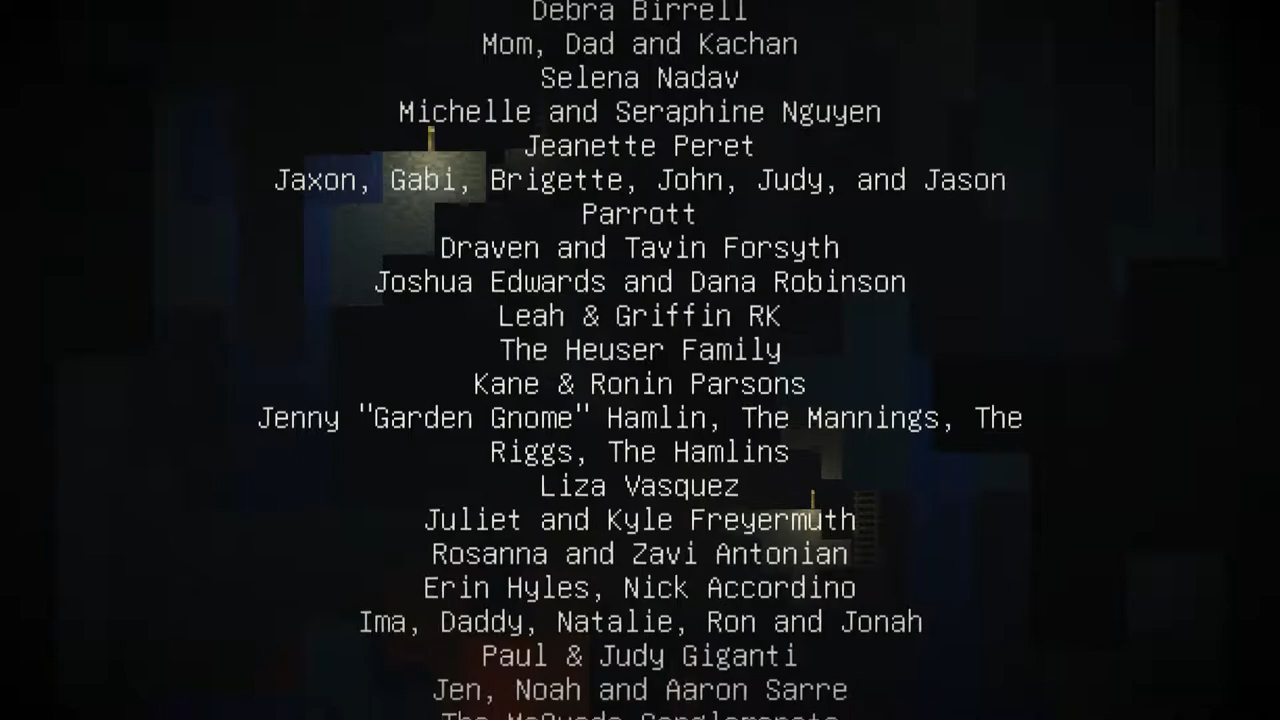 Debra Birrell
Mom, Dad and Kachan
Selena Nadav
Michelle and Seraphine Nguyen
Jeanette Peret
Jaxon, Gabi, Brigette, John, Judy, and Jason
Parrott
Draven and Tavin Forsyth
Joshua Edwards and Dana Robinson
Leah & Griffin RK
The Heuser Family
Kane & Ronin Parsons
Jenny "Garden Gnome" Hamlin, The Mannings, The
Riggs, The Hamlins
Liza Vasquez
Juliet and Kyle Freyermuth
Rosanna and Zavi Antonian
Erin Hyles, Nick Accordino
Ima, Daddy, Natalie, Ron and Jonah
Paul & Judy Giganti
Jen, Noah and Aaron Sarre
The